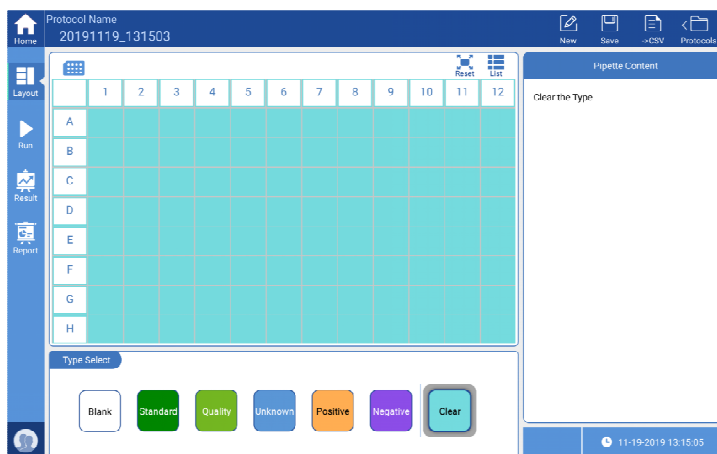 Protocol Name
20191119_131503
Home
New
Save
->CSV
Protocols
Layout
Run
Result
Report
Reset
List
1 2 3 4 5 6 7 8 9 10 11 12
A
B
C
D
E
F
G
H
Pipette Content
Clear the Type
Type Select
Blank Standard Quality Unknown Positive Negative Clear
11-19-2019 13:15:05